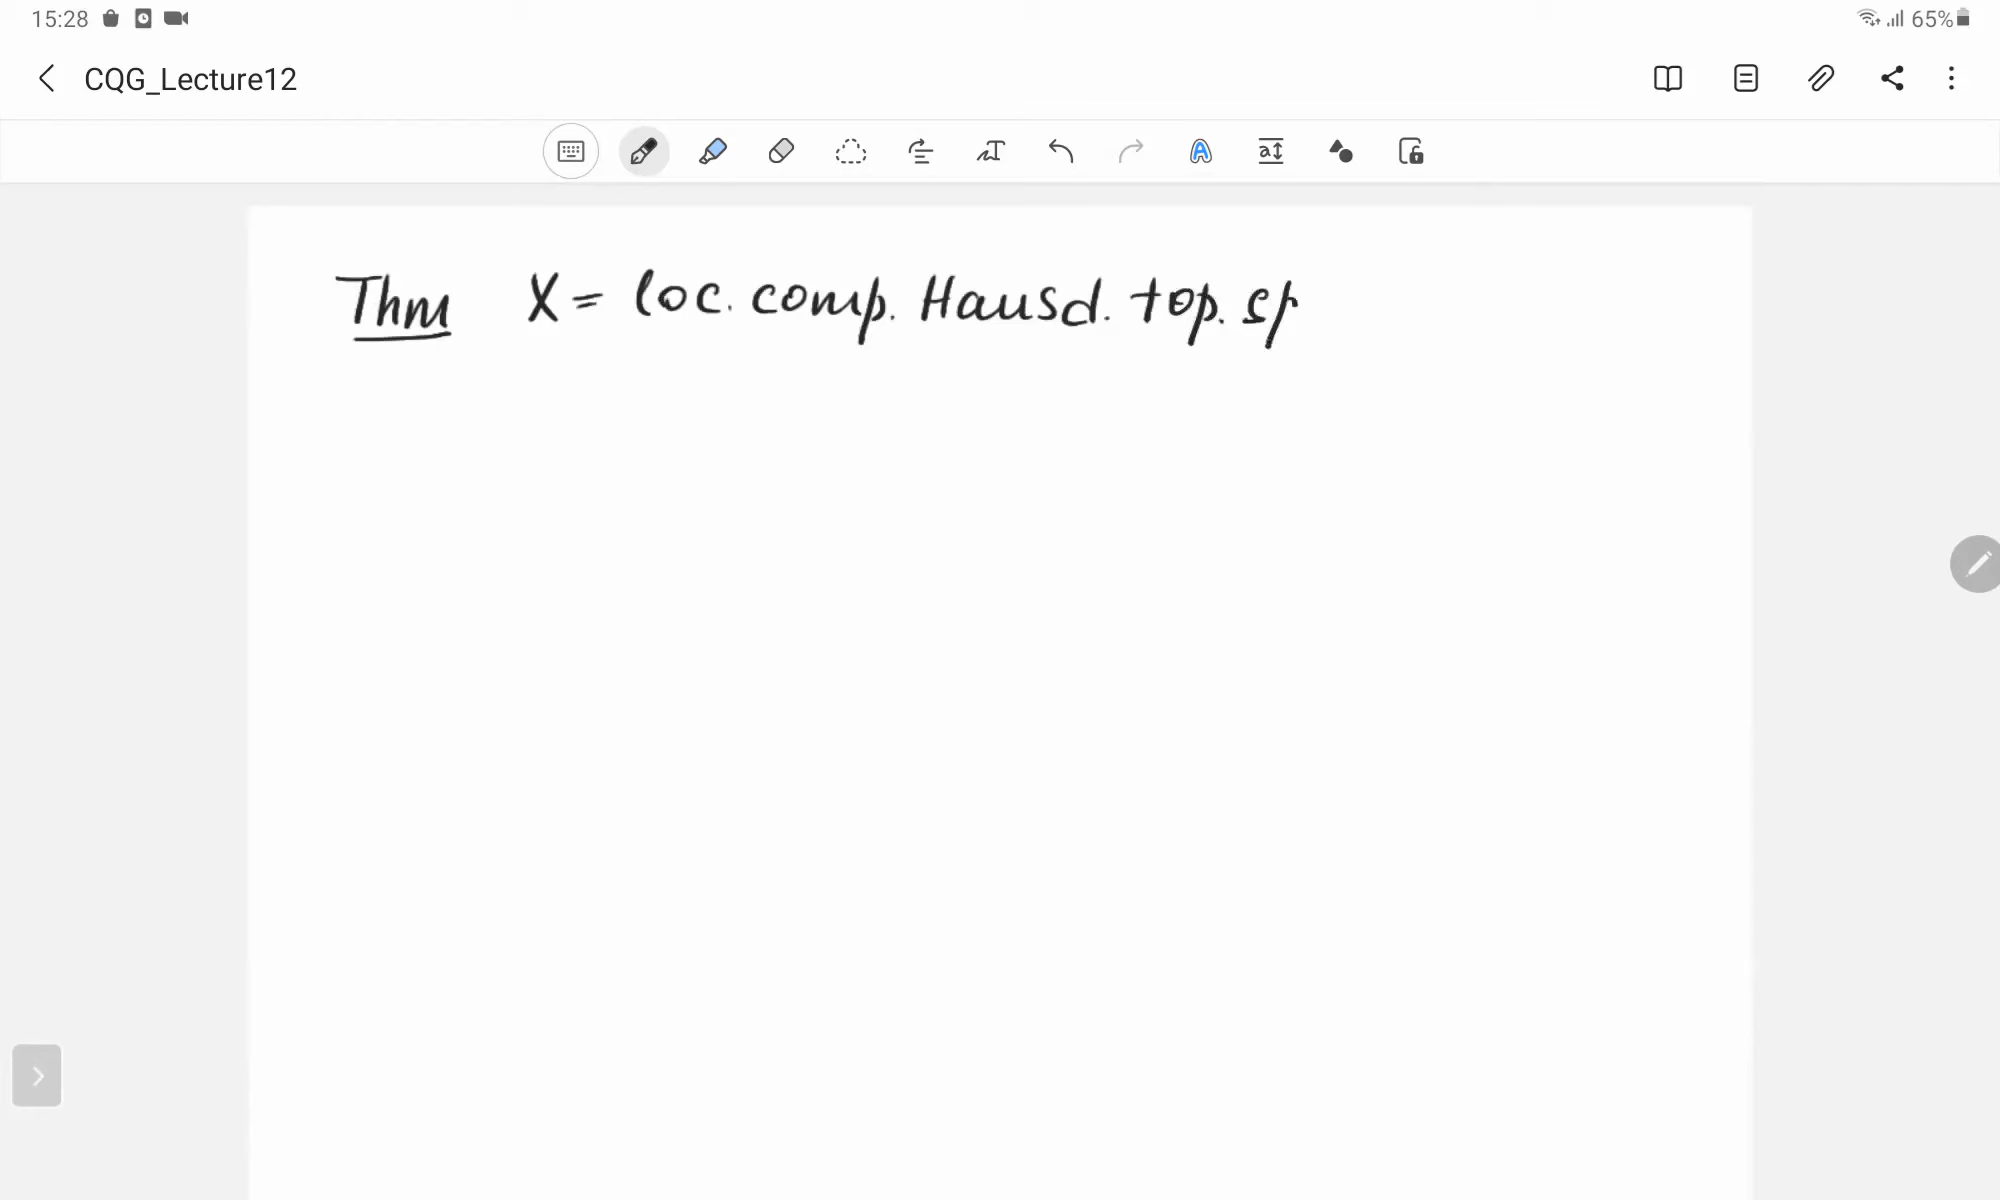 15:28 65%
CQG_Lecture12
Thm X = loc. comp. Hausd. top. sp